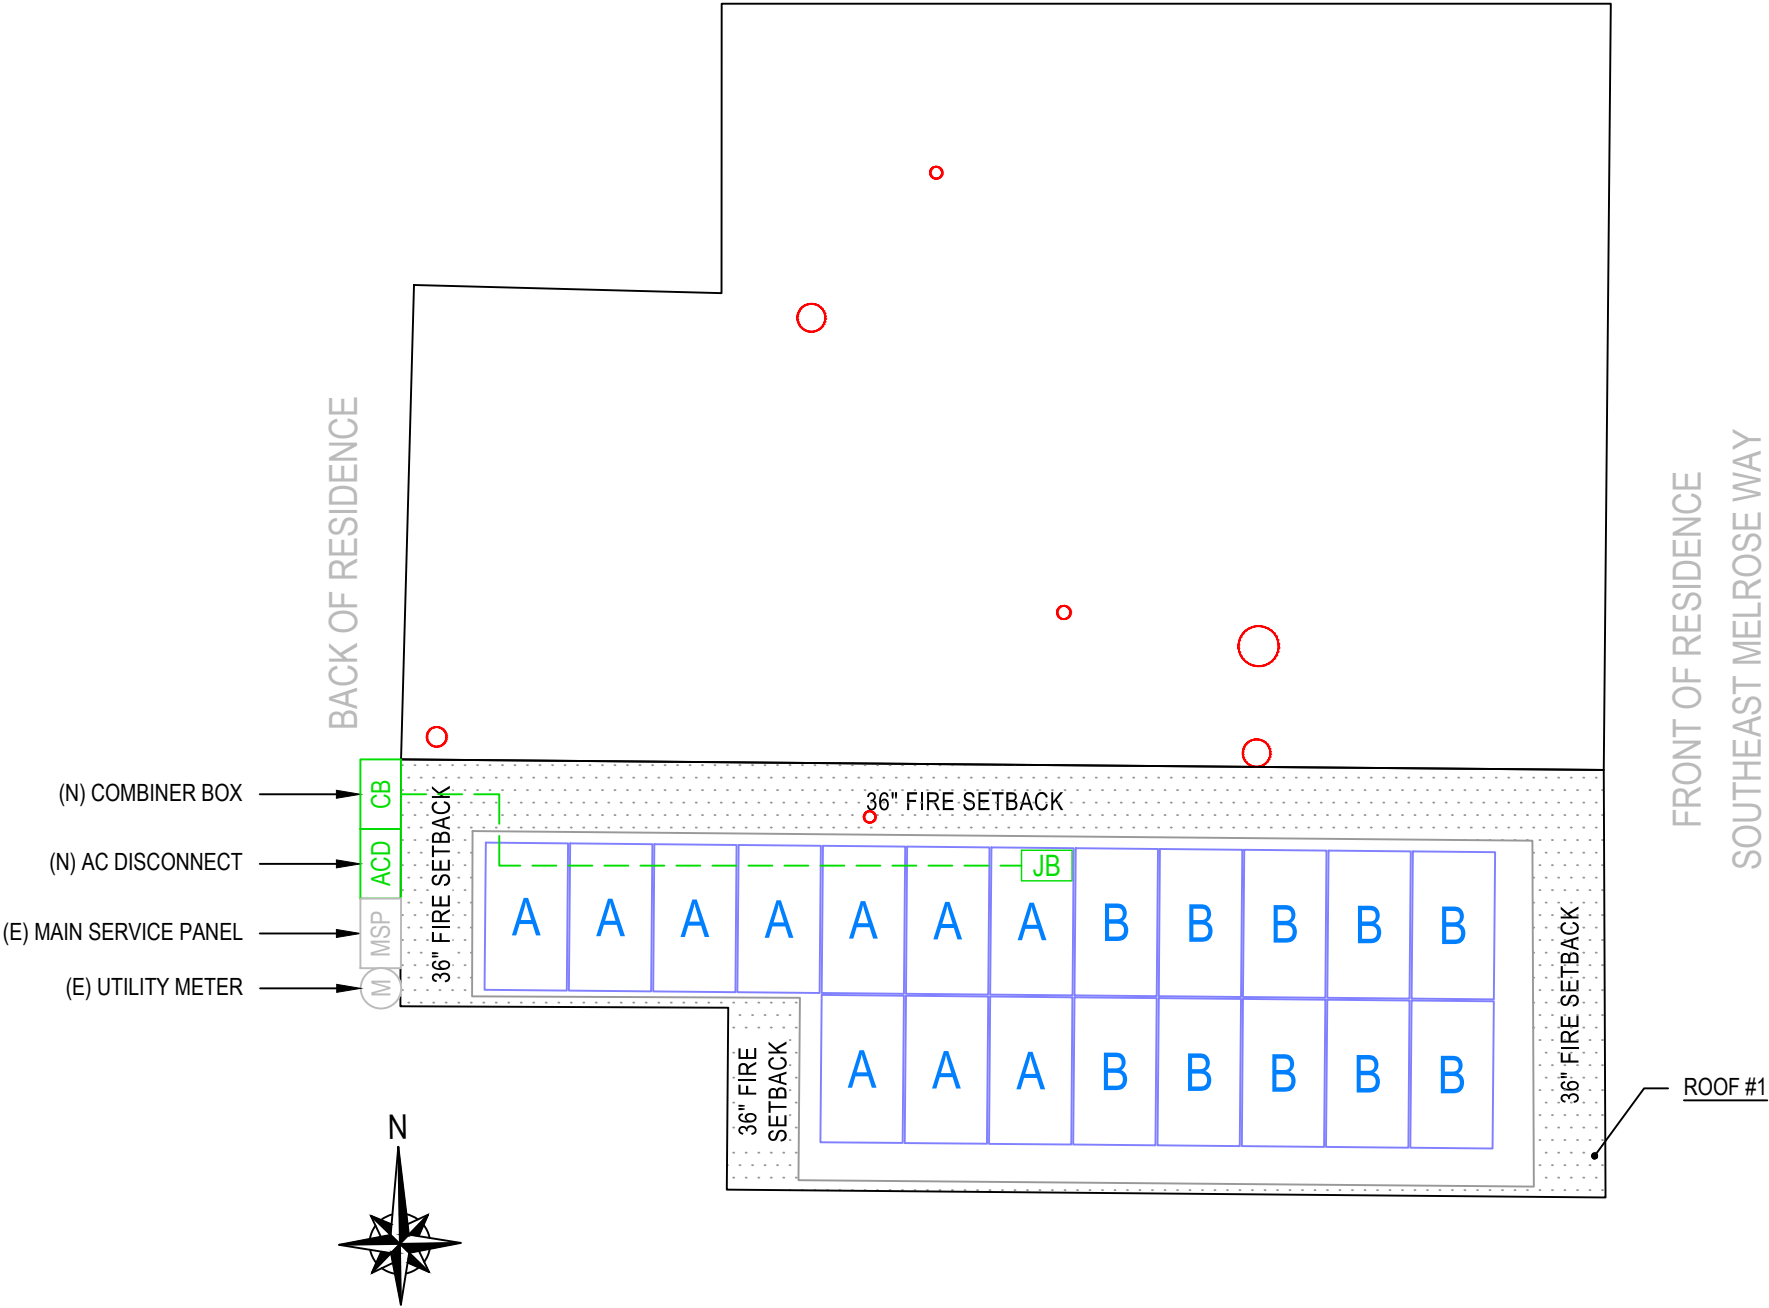 BACK OF RESIDENCE
FRONT OF RESIDENCE
SOUTHEAST MELROSE WAY
(N) COMBINER BOX
CB
(N) AC DISCONNECT
ACD
(E) MAIN SERVICE PANEL
MSP
(E) UTILITY METER
M
36" FIRE SETBACK
36" FIRE SETBACK
JB
A A A A A A A B B B B B
A A A B B B B B
36" FIRE
SETBACK
36" FIRE SETBACK
ROOF #1
N